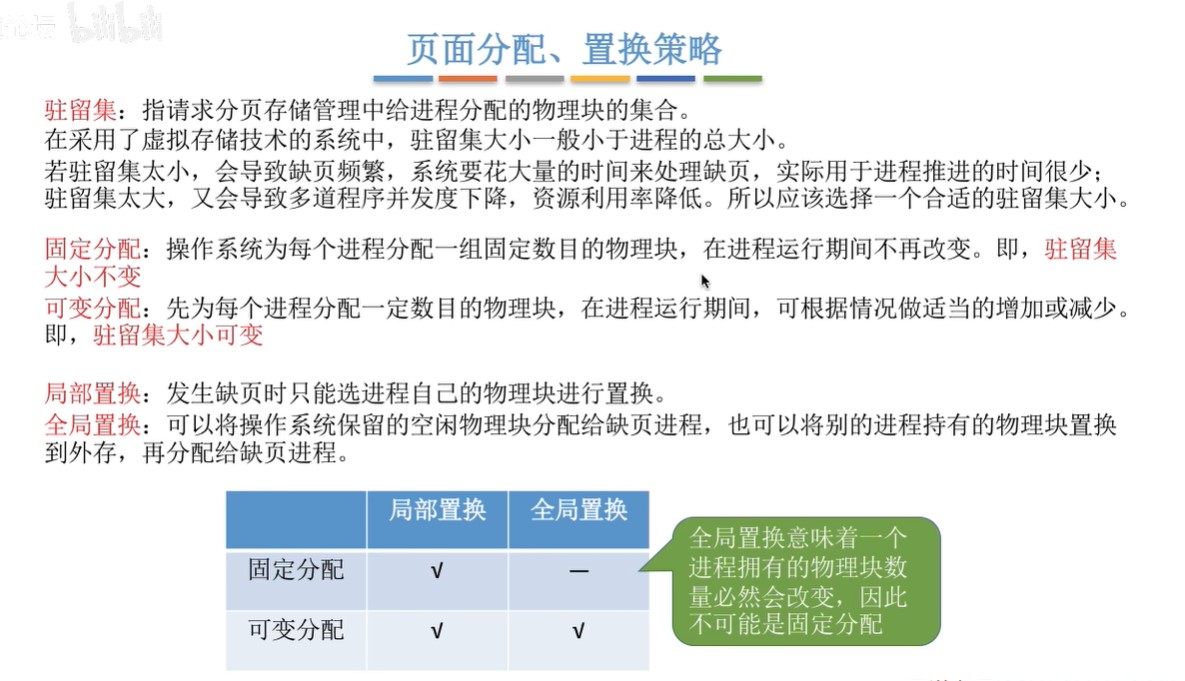 bilibili
页面分配、置换策略
驻留集：指请求分页存储管理中给进程分配的物理块的集合。
在采用了虚拟存储技术的系统中，驻留集大小一般小于进程的总大小。
若驻留集太小，会导致缺页频繁，系统要花大量的时间来处理缺页，实际用于进程推进的时间很少；
驻留集太大，又会导致多道程序并发度下降，资源利用率降低。所以应该选择一个合适的驻留集大小。
固定分配：操作系统为每个进程分配一组固定数目的物理块，在进程运行期间不再改变。即，驻留集
大小不变
可变分配：先为每个进程分配一定数目的物理块，在进程运行期间，可根据情况做适当的增加或减少。
即，驻留集大小可变
局部置换：发生缺页时只能选进程自己的物理块进行置换。
全局置换：可以将操作系统保留的空闲物理块分配给缺页进程，也可以将别的进程持有的物理块置换
到外存，再分配给缺页进程。
局部置换 全局置换
固定分配 √ —
可变分配 √ √
全局置换意味着一个
进程拥有的物理块数
量必然会改变，因此
不可能是固定分配